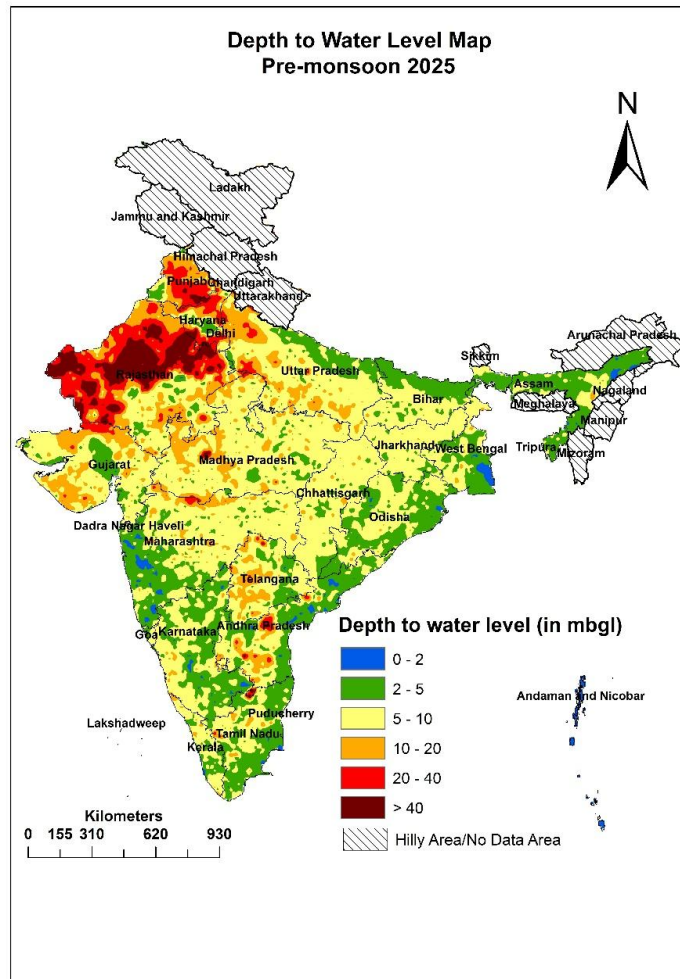 Depth to Water Level Map
Pre-monsoon 2025
N
Ladakh
Jammu and Kashmir
Himachal Pradesh
Punjab
Chandigarh
Uttarakhand
Haryana
Delhi
Arunachal Pradesh
Sikkim
Rajasthan
Uttar Pradesh
Assam
Nagaland
Bihar
Meghalaya
Manipur
Jharkhand
West Bengal
Tripura
Mizoram
Gujarat
Madhya Pradesh
Chhattisgarh
Odisha
Dadra Nagar Haveli
Maharashtra
Telangana
Goa
Karnataka
Andhra Pradesh
Depth to water level (in mbgl)
0 - 2
2 - 5
5 - 10
10 - 20
20 - 40
> 40
Hilly Area/No Data Area
Andaman and Nicobar
Puducherry
Lakshadweep
Tamil Nadu
Kerala
Kilometers
0 155 310 620 930